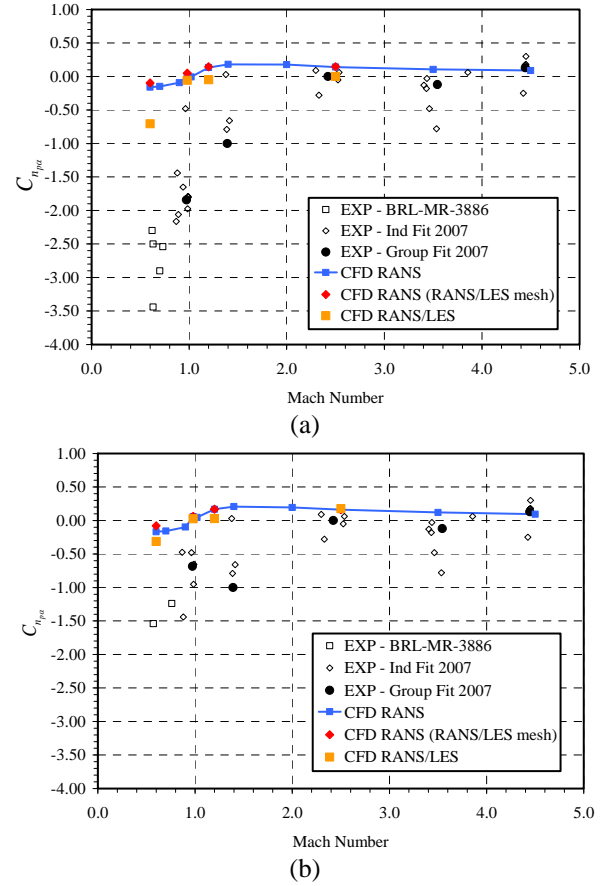 1.00
0.50
0.00
-0.50
-1.00
-1.50
-2.00
-2.50
-3.00
-3.50
-4.00
C_{n_{pa}}
EXP - BRL-MR-3886
EXP - Ind Fit 2007
EXP - Group Fit 2007
CFD RANS
CFD RANS (RANS/LES mesh)
CFD RANS/LES
0.0 1.0 2.0 3.0 4.0 5.0
Mach Number
(a)
1.00
0.50
0.00
-0.50
-1.00
-1.50
-2.00
-2.50
-3.00
-3.50
-4.00
C_{n_{pa}}
EXP - BRL-MR-3886
EXP - Ind Fit 2007
EXP - Group Fit 2007
CFD RANS
CFD RANS (RANS/LES mesh)
CFD RANS/LES
0.0 1.0 2.0 3.0 4.0 5.0
Mach Number
(b)